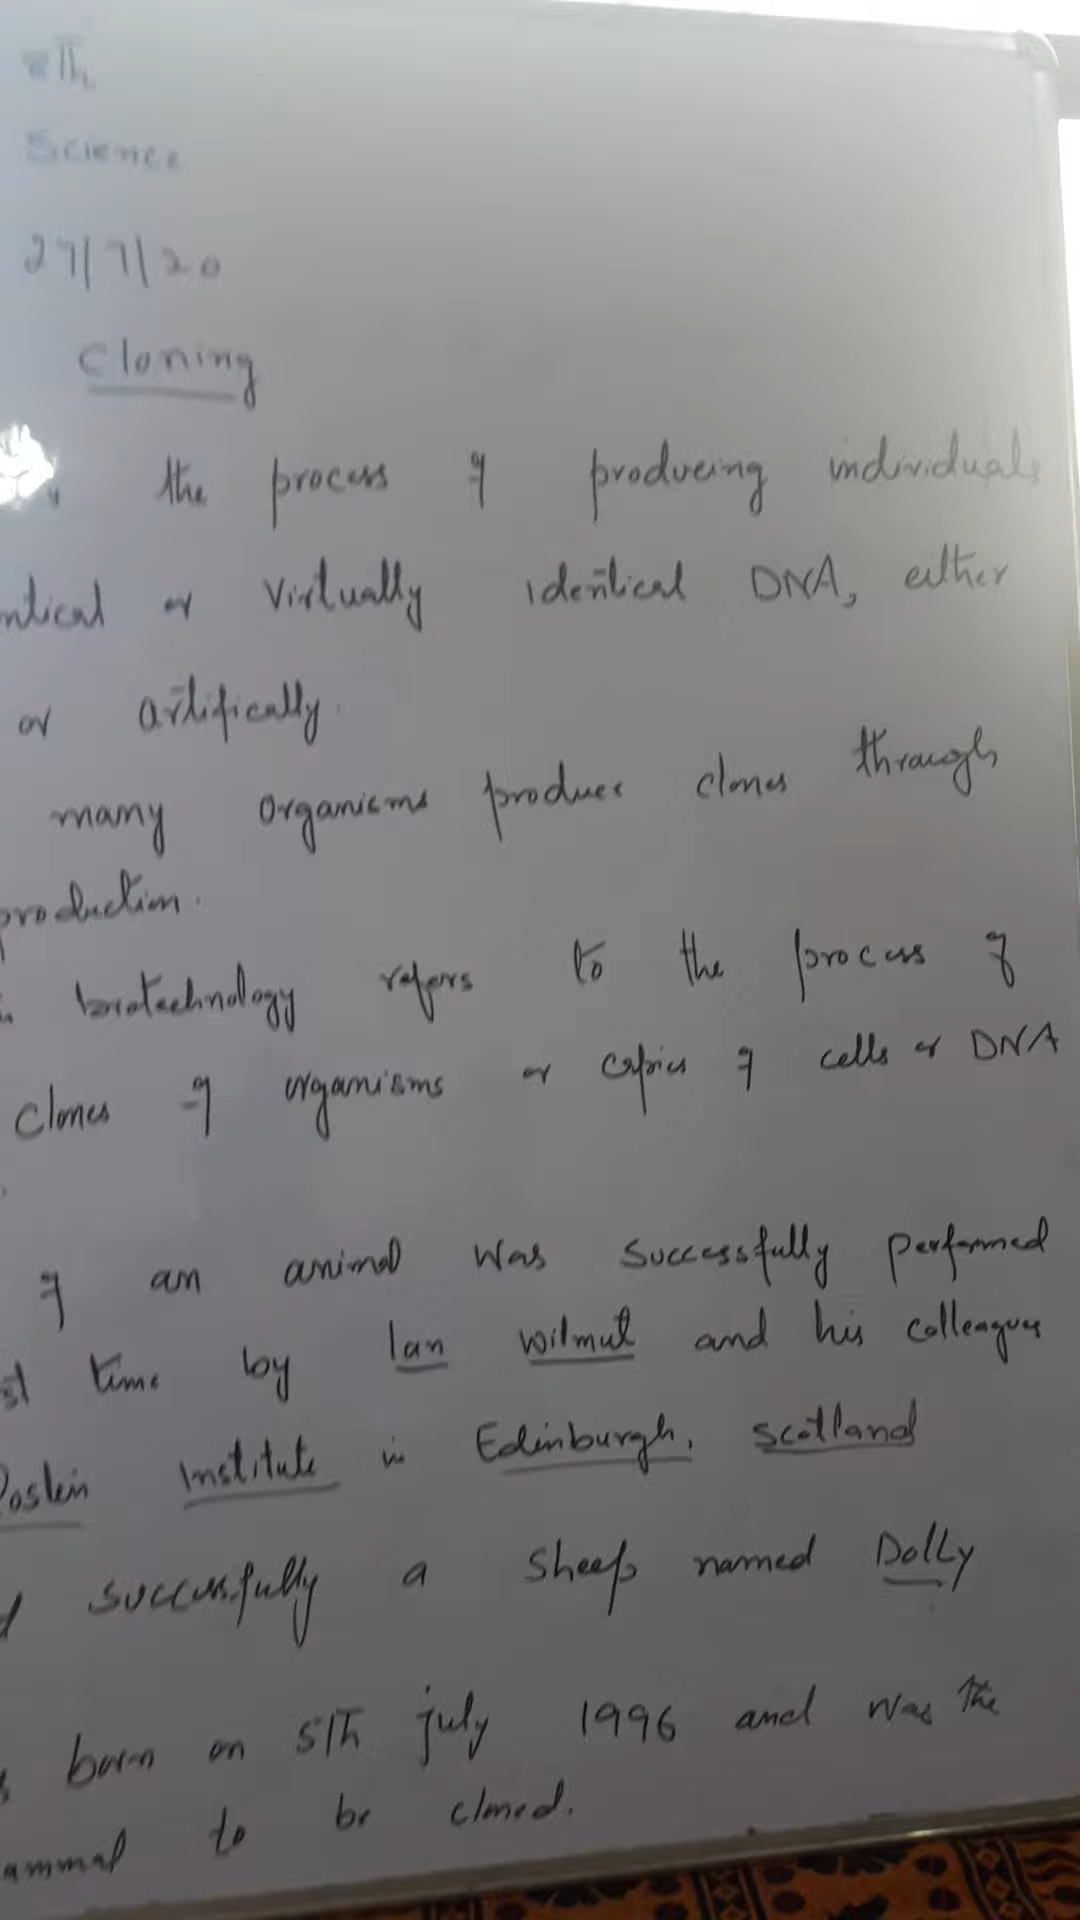 8th
Science
27/7/20
Cloning
the process of producing individuals
ntical or virtually identical DNA, either
or artifically.
many organisms produce clones through
production.
biotechnology refers to the process of
clones of organisms or copies of cells or DNA
of an animal was successfully performed
st time by Ian wilmut and his colleagues
Roslin Institute in Edinburgh, scotland
d successfully a sheep named Dolly
s born on 5th july 1996 and was the
ammal to be cloned.